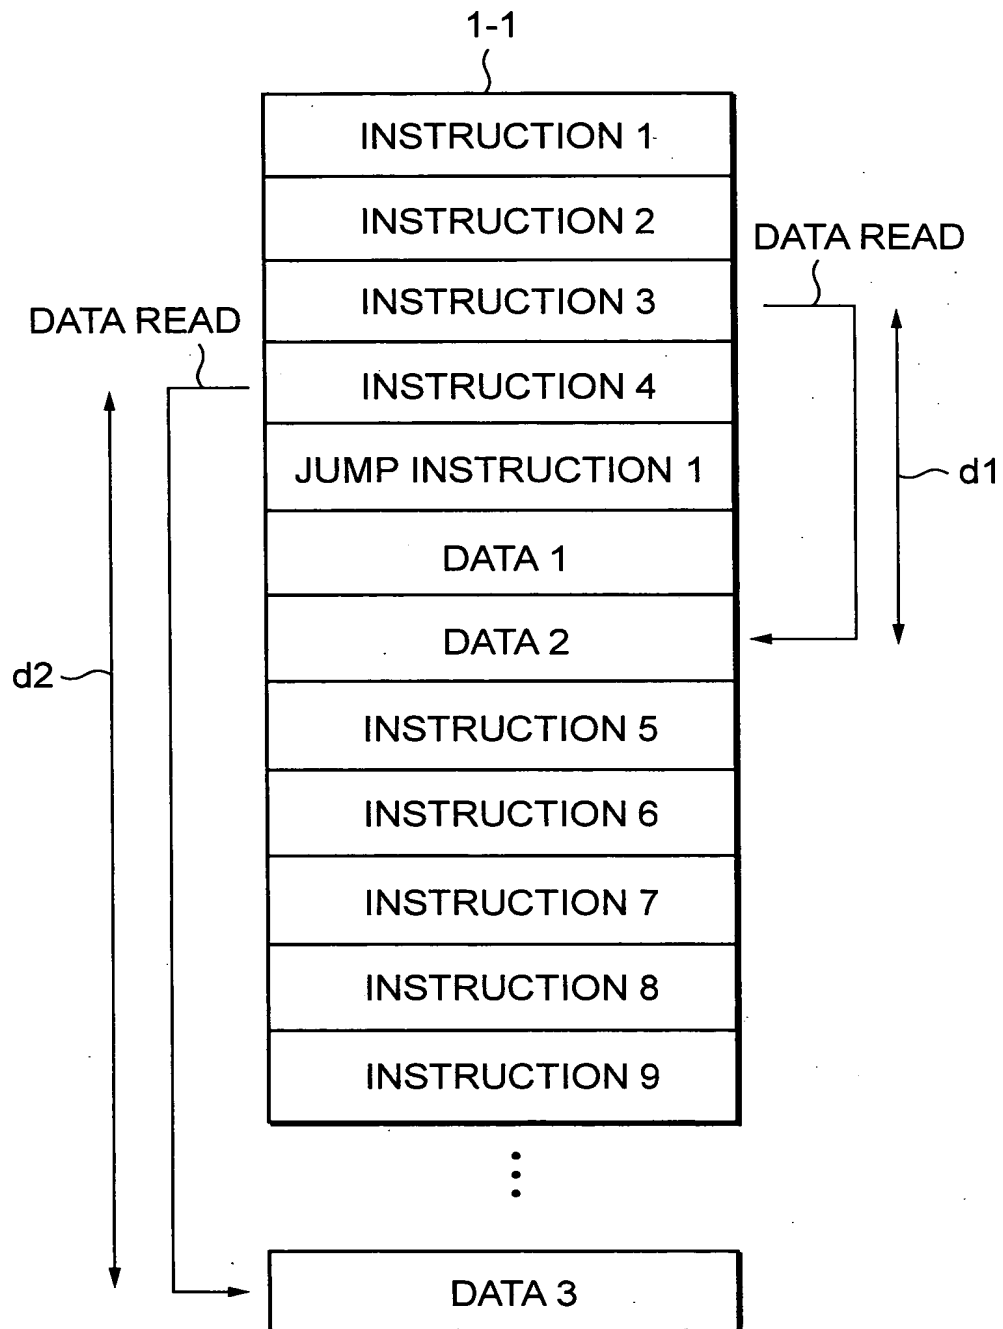 1-1
INSTRUCTION 1
INSTRUCTION 2
DATA READ
INSTRUCTION 3
DATA READ
INSTRUCTION 4
JUMP INSTRUCTION 1
d1
DATA 1
DATA 2
d2
INSTRUCTION 5
INSTRUCTION 6
INSTRUCTION 7
INSTRUCTION 8
INSTRUCTION 9
DATA 3